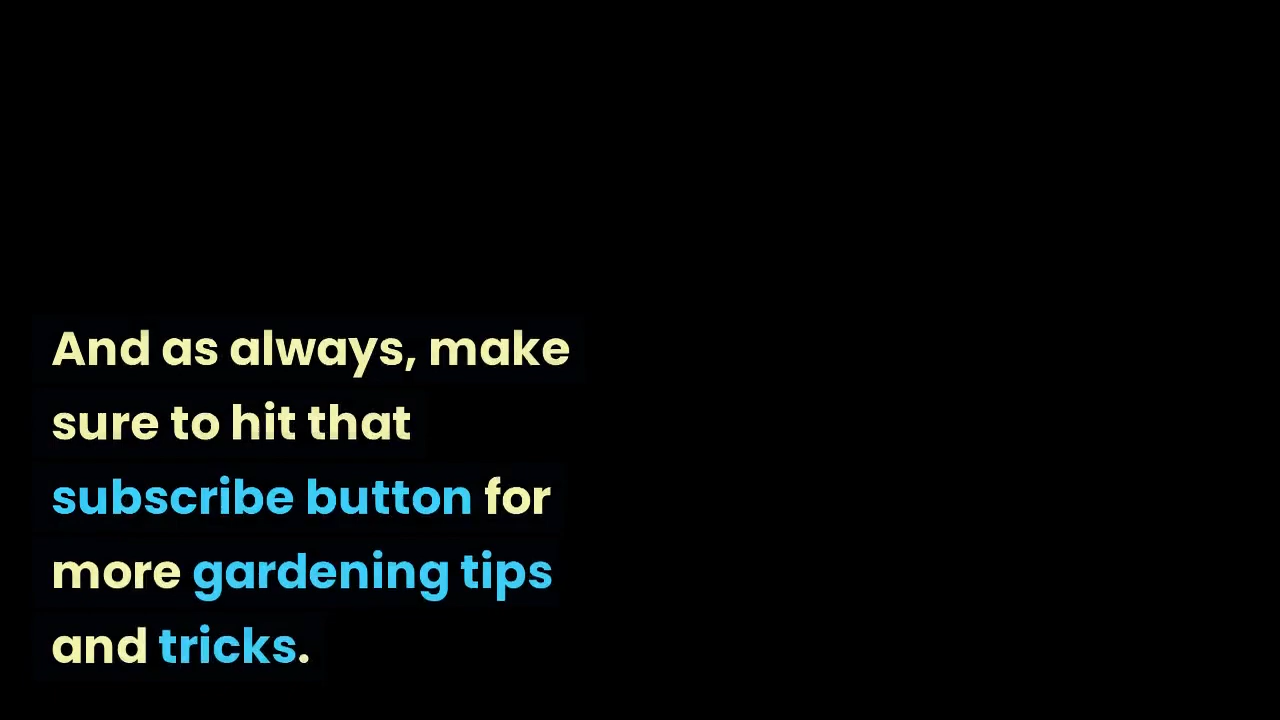 And as always, make
sure to hit that
subscribe button for
more gardening tips
and tricks.